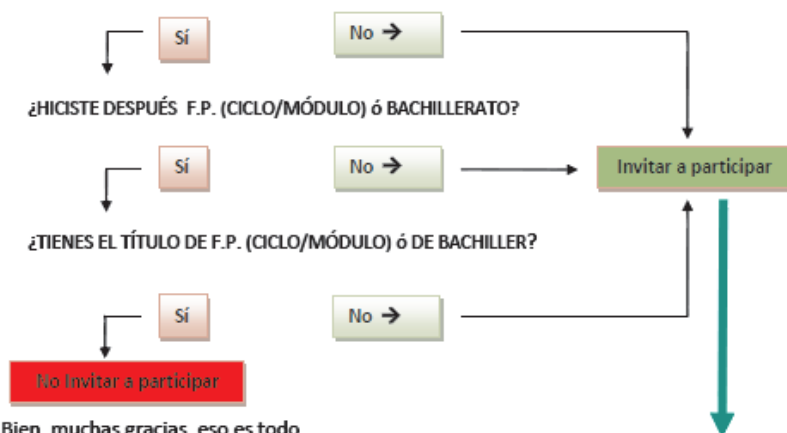 Sí No →
¿HICISTE DESPUÉS F.P. (CICLO/MÓDULO) ó BACHILLERATO?
Sí No → Invitar a participar
¿TIENES EL TÍTULO DE F.P. (CICLO/MÓDULO) ó DE BACHILLER?
Sí No →
No Invitar a participar
Bien, muchas gracias, eso es todo